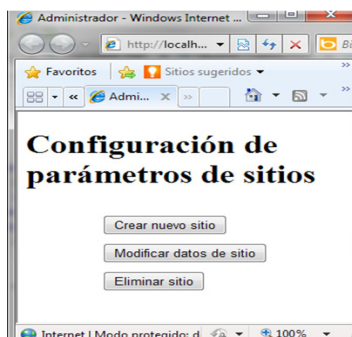 Administrador - Windows Internet ...
http://localh...
Favoritos
Sitios sugeridos
Admi...
Configuración de
parámetros de sitios
Crear nuevo sitio
Modificar datos de sitio
Eliminar sitio
Internet | Modo protegido: d
100%